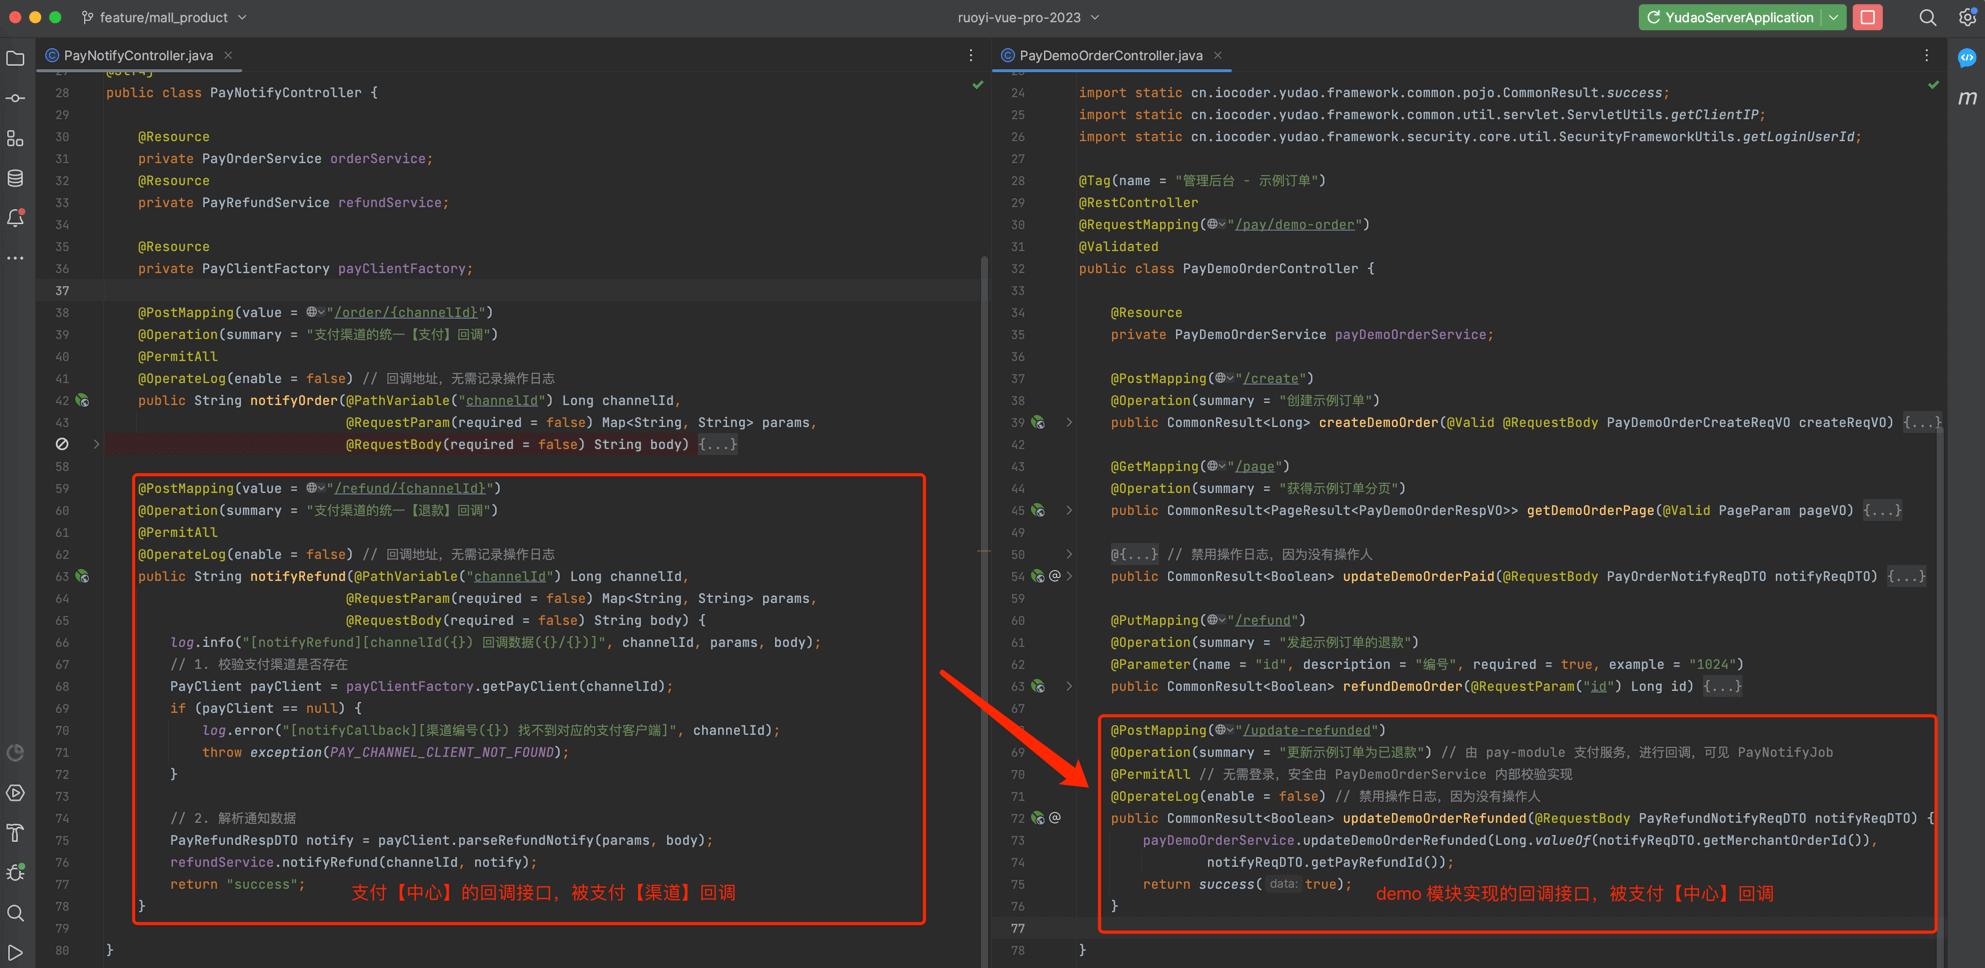 feature/mall_product
ruoyi-vue-pro-2023
YudaoServerApplication
PayNotifyController.java
28 public class PayNotifyController {
29
30 @Resource
31 private PayOrderService orderService;
32 @Resource
33 private PayRefundService refundService;
34
35 @Resource
36 private PayClientFactory payClientFactory;
37
38 @PostMapping(value = "/order/{channelId}")
39 @Operation(summary = "支付渠道的统一【支付】回调")
40 @PermitAll
41 @OperateLog(enable = false) // 回调地址，无需记录操作日志
42 public String notifyOrder(@PathVariable("channelId") Long channelId,
43 @RequestParam(required = false) Map<String, String> params,
@RequestBody(required = false) String body) {...}
58
59 @PostMapping(value = "/refund/{channelId}")
60 @Operation(summary = "支付渠道的统一【退款】回调")
61 @PermitAll
62 @OperateLog(enable = false) // 回调地址，无需记录操作日志
63 public String notifyRefund(@PathVariable("channelId") Long channelId,
64 @RequestParam(required = false) Map<String, String> params,
65 @RequestBody(required = false) String body) {
66 log.info("[notifyRefund][channelId({}) 回调数据({}/{})]", channelId, params, body);
67 // 1. 校验支付渠道是否存在
68 PayClient payClient = payClientFactory.getPayClient(channelId);
69 if (payClient == null) {
70 log.error("[notifyCallback][渠道编号({}) 找不到对应的支付客户端]", channelId);
71 throw exception(PAY_CHANNEL_CLIENT_NOT_FOUND);
72 }
73
74 // 2. 解析通知数据
75 PayRefundRespDTO notify = payClient.parseRefundNotify(params, body);
76 refundService.notifyRefund(channelId, notify);
77 return "success";
支付【中心】的回调接口，被支付【渠道】回调
78 }
79
80 }
PayDemoOrderController.java
m
24 import static cn.iocoder.yudao.framework.common.pojo.CommonResult.success;
25 import static cn.iocoder.yudao.framework.common.util.servlet.ServletUtils.getClientIP;
26 import static cn.iocoder.yudao.framework.security.core.util.SecurityFrameworkUtils.getLoginUserId;
27
28 @Tag(name = "管理后台 - 示例订单")
29 @RestController
30 @RequestMapping("/pay/demo-order")
31 @Validated
32 public class PayDemoOrderController {
33
34 @Resource
35 private PayDemoOrderService payDemoOrderService;
36
37 @PostMapping("/create")
38 @Operation(summary = "创建示例订单")
39 public CommonResult<Long> createDemoOrder(@Valid @RequestBody PayDemoOrderCreateReqVO createReqVO) {...}
42
43 @GetMapping("/page")
44 @Operation(summary = "获得示例订单分页")
45 public CommonResult<PageResult<PayDemoOrderRespVO>> getDemoOrderPage(@Valid PageParam pageVO) {...}
49
50 @{...} // 禁用操作日志，因为没有操作人
54 public CommonResult<Boolean> updateDemoOrderPaid(@RequestBody PayOrderNotifyReqDTO notifyReqDTO) {...}
59
60 @PutMapping("/refund")
61 @Operation(summary = "发起示例订单的退款")
62 @Parameter(name = "id", description = "编号", required = true, example = "1024")
63 public CommonResult<Boolean> refundDemoOrder(@RequestParam("id") Long id) {...}
67
@PostMapping("/update-refunded")
69 @Operation(summary = "更新示例订单为已退款") // 由 pay-module 支付服务，进行回调，可见 PayNotifyJob
70 @PermitAll // 无需登录，安全由 PayDemoOrderService 内部校验实现
71 @OperateLog(enable = false) // 禁用操作日志，因为没有操作人
72 public CommonResult<Boolean> updateDemoOrderRefunded(@RequestBody PayRefundNotifyReqDTO notifyReqDTO) {
73 payDemoOrderService.updateDemoOrderRefunded(Long.valueOf(notifyReqDTO.getMerchantOrderId()),
74 notifyReqDTO.getPayRefundId());
75 return success( data: true);
demo 模块实现的回调接口，被支付【中心】回调
76 }
77
78 }